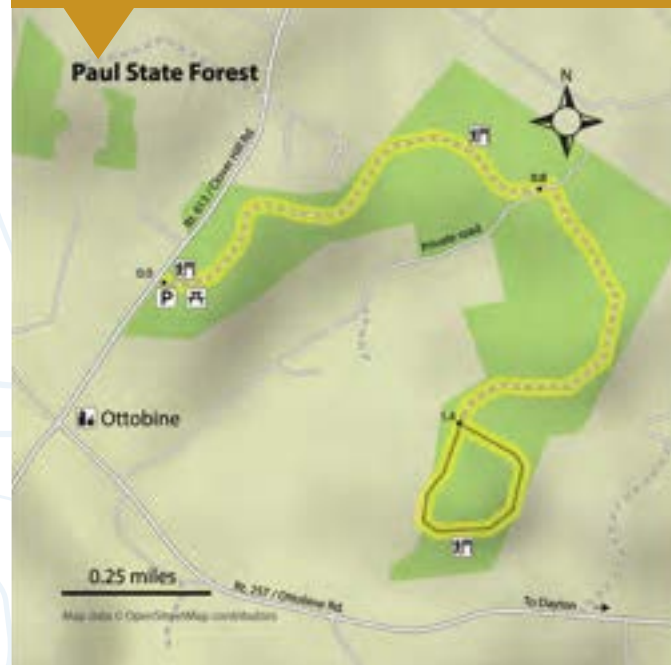 Paul State Forest
N
Rt. 613 / Clover Hill Rd.
0.8
Private road
0.0
P
1.4
Ottobine
0.25 miles
Rt. 257 / Ottobine Rd.
To Dayton
Map data © OpenStreetMap contributors